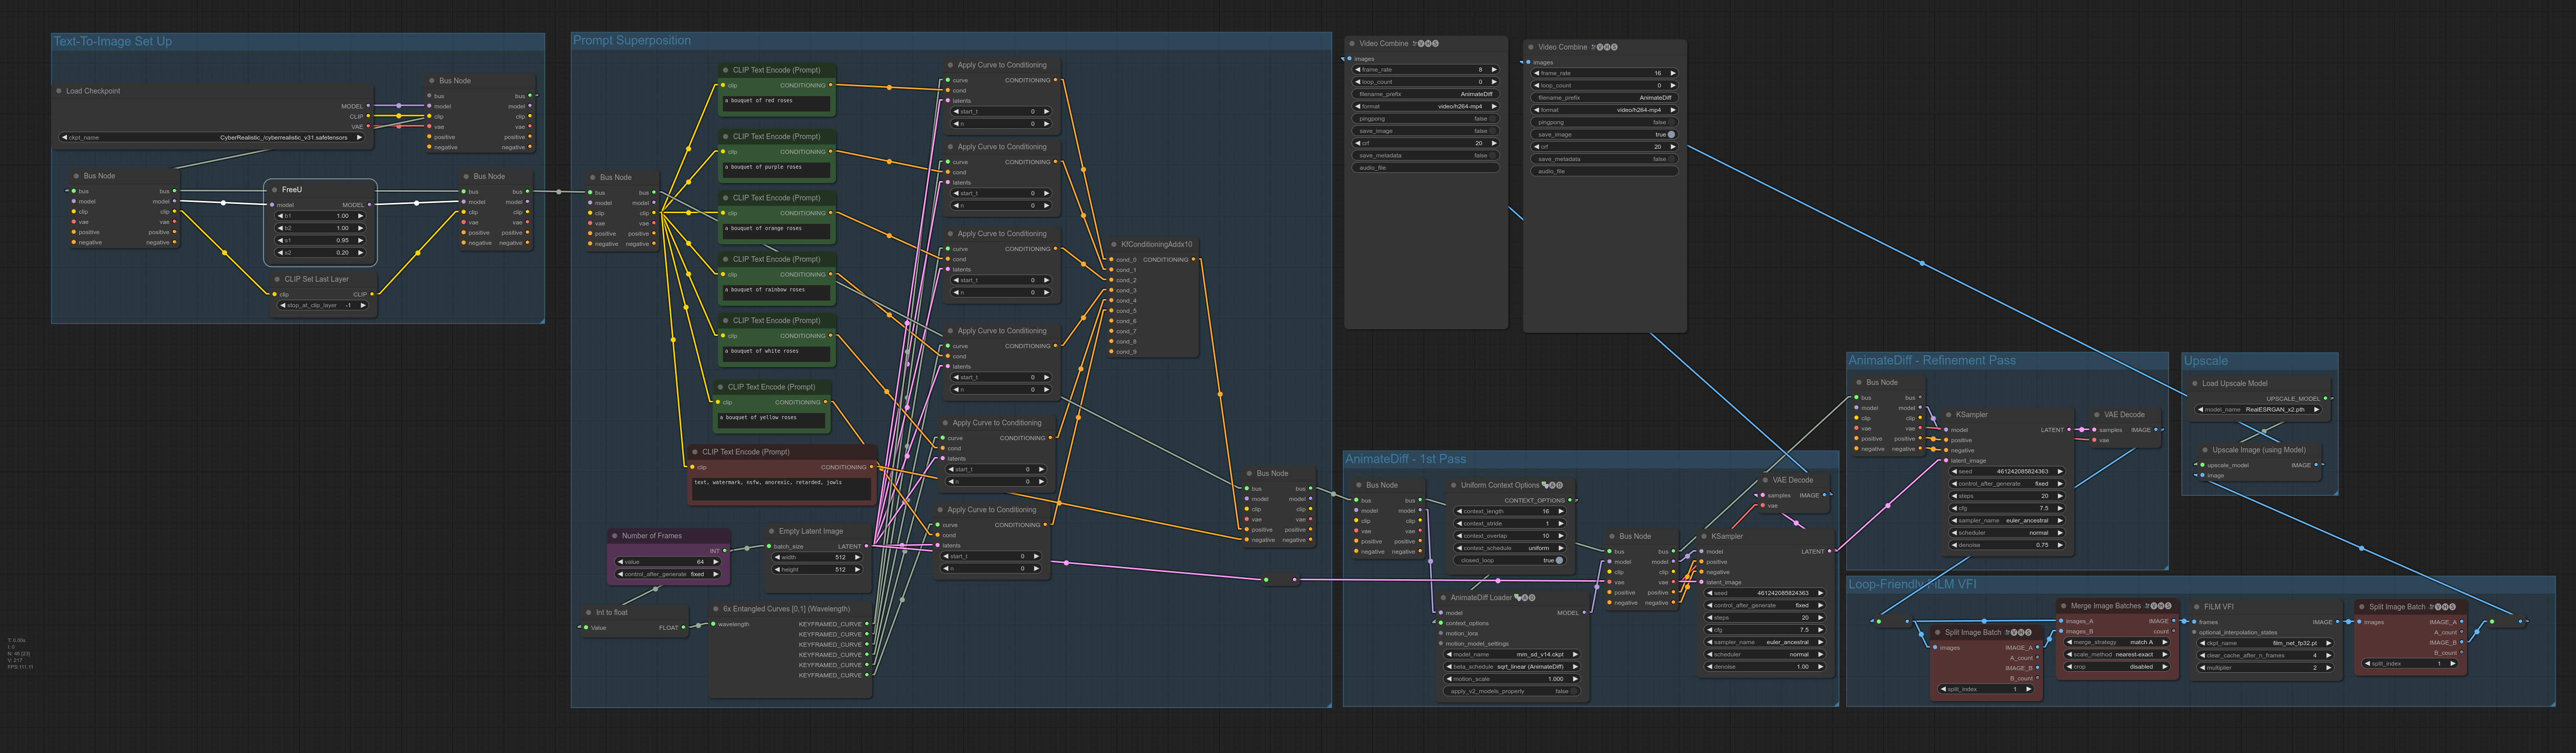 Text-To-Image Set Up
Load Checkpoint
MODEL
CLIP
VAE
ckpt_name CyberRealistic_/cyberrealistic_v31.safetensors
Bus Node
bus bus
model model
clip clip
vae vae
positive positive
negative negative
Bus Node
bus bus
model model
clip clip
vae vae
positive positive
negative negative
FreeU
model MODEL
b1 1.00
b2 1.00
s1 0.95
s2 0.20
CLIP Set Last Layer
clip CLIP
stop_at_clip_layer -1
Bus Node
bus bus
model model
clip clip
vae vae
positive positive
negative negative
Prompt Superposition
Bus Node
bus bus
model model
clip clip
vae vae
positive positive
negative negative
CLIP Text Encode (Prompt)
clip CONDITIONING
a bouquet of red roses
CLIP Text Encode (Prompt)
clip CONDITIONING
a bouquet of purple roses
CLIP Text Encode (Prompt)
clip CONDITIONING
a bouquet of orange roses
CLIP Text Encode (Prompt)
clip CONDITIONING
a bouquet of rainbow roses
CLIP Text Encode (Prompt)
clip CONDITIONING
a bouquet of white roses
CLIP Text Encode (Prompt)
clip CONDITIONING
a bouquet of yellow roses
CLIP Text Encode (Prompt)
clip CONDITIONING
text, watermark, nsfw, anorexic, retarded, jowls
Number of Frames
INT
value 64
control_after_generate fixed
Empty Latent Image
batch_size LATENT
width 512
height 512
Int to float
Value FLOAT
6x Entangled Curves [0,1] (Wavelength)
wavelength KEYFRAMED_CURVE
KEYFRAMED_CURVE
KEYFRAMED_CURVE
KEYFRAMED_CURVE
KEYFRAMED_CURVE
KEYFRAMED_CURVE
Apply Curve to Conditioning
curve CONDITIONING
cond
latents
start_t 0
n 0
Apply Curve to Conditioning
curve CONDITIONING
cond
latents
start_t 0
n 0
Apply Curve to Conditioning
curve CONDITIONING
cond
latents
start_t 0
n 0
Apply Curve to Conditioning
curve CONDITIONING
cond
latents
start_t 0
n 0
Apply Curve to Conditioning
curve CONDITIONING
cond
latents
start_t 0
n 0
Apply Curve to Conditioning
curve CONDITIONING
cond
latents
start_t 0
n 0
KfConditioningAddx10
cond_0 CONDITIONING
cond_1
cond_2
cond_3
cond_4
cond_5
cond_6
cond_7
cond_8
cond_9
Bus Node
bus bus
model model
clip clip
vae vae
positive positive
negative negative
Video Combine VHS
images
frame_rate 8
loop_count 0
filename_prefix AnimateDiff
format video/h264-mp4
pingpong false
save_image false
crf 20
save_metadata false
audio_file
Video Combine VHS
images
frame_rate 16
loop_count 0
filename_prefix AnimateDiff
format video/h264-mp4
pingpong false
save_image true
crf 20
save_metadata false
audio_file
AnimateDiff - 1st Pass
Bus Node
bus bus
model model
clip clip
vae vae
positive positive
negative negative
Uniform Context Options
CONTEXT_OPTIONS
context_length 16
context_stride 1
context_overlap 10
context_schedule uniform
closed_loop true
AnimateDiff Loader
model MODEL
context_options
motion_lora
motion_model_settings
model_name mm_sd_v14.ckpt
beta_schedule sqrt_linear (AnimateDiff)
motion_scale 1.000
apply_v2_models_properly false
Bus Node
bus bus
model model
clip clip
vae vae
positive positive
negative negative
VAE Decode
samples IMAGE
vae
KSampler
model LATENT
positive
negative
latent_image
seed 461242085824363
control_after_generate fixed
steps 20
cfg 7.5
sampler_name euler_ancestral
scheduler normal
denoise 1.00
AnimateDiff - Refinement Pass
Bus Node
bus bus
model model
clip clip
vae vae
positive positive
negative negative
KSampler
model LATENT
positive
negative
latent_image
seed 461242085824363
control_after_generate fixed
steps 20
cfg 7.5
sampler_name euler_ancestral
scheduler normal
denoise 0.75
VAE Decode
samples IMAGE
vae
Upscale
Load Upscale Model
UPSCALE_MODEL
model_name RealESRGAN_x2.pth
Upscale Image (using Model)
upscale_model IMAGE
image
Loop-Friendly FILM VFI
Split Image Batch VHS
images IMAGE_A
A_count
IMAGE_B
B_count
split_index 1
Merge Image Batches VHS
images_A IMAGE
images_B count
merge_strategy match A
scale_method nearest-exact
crop disabled
FILM VFI
frames IMAGE
optional_interpolation_states
ckpt_name film_net_fp32.pt
clear_cache_after_n_frames 4
multiplier 2
Split Image Batch VHS
images IMAGE_A
A_count
IMAGE_B
B_count
split_index 1
T: 0.00s
I: 0
V: 217
FPS:111.11